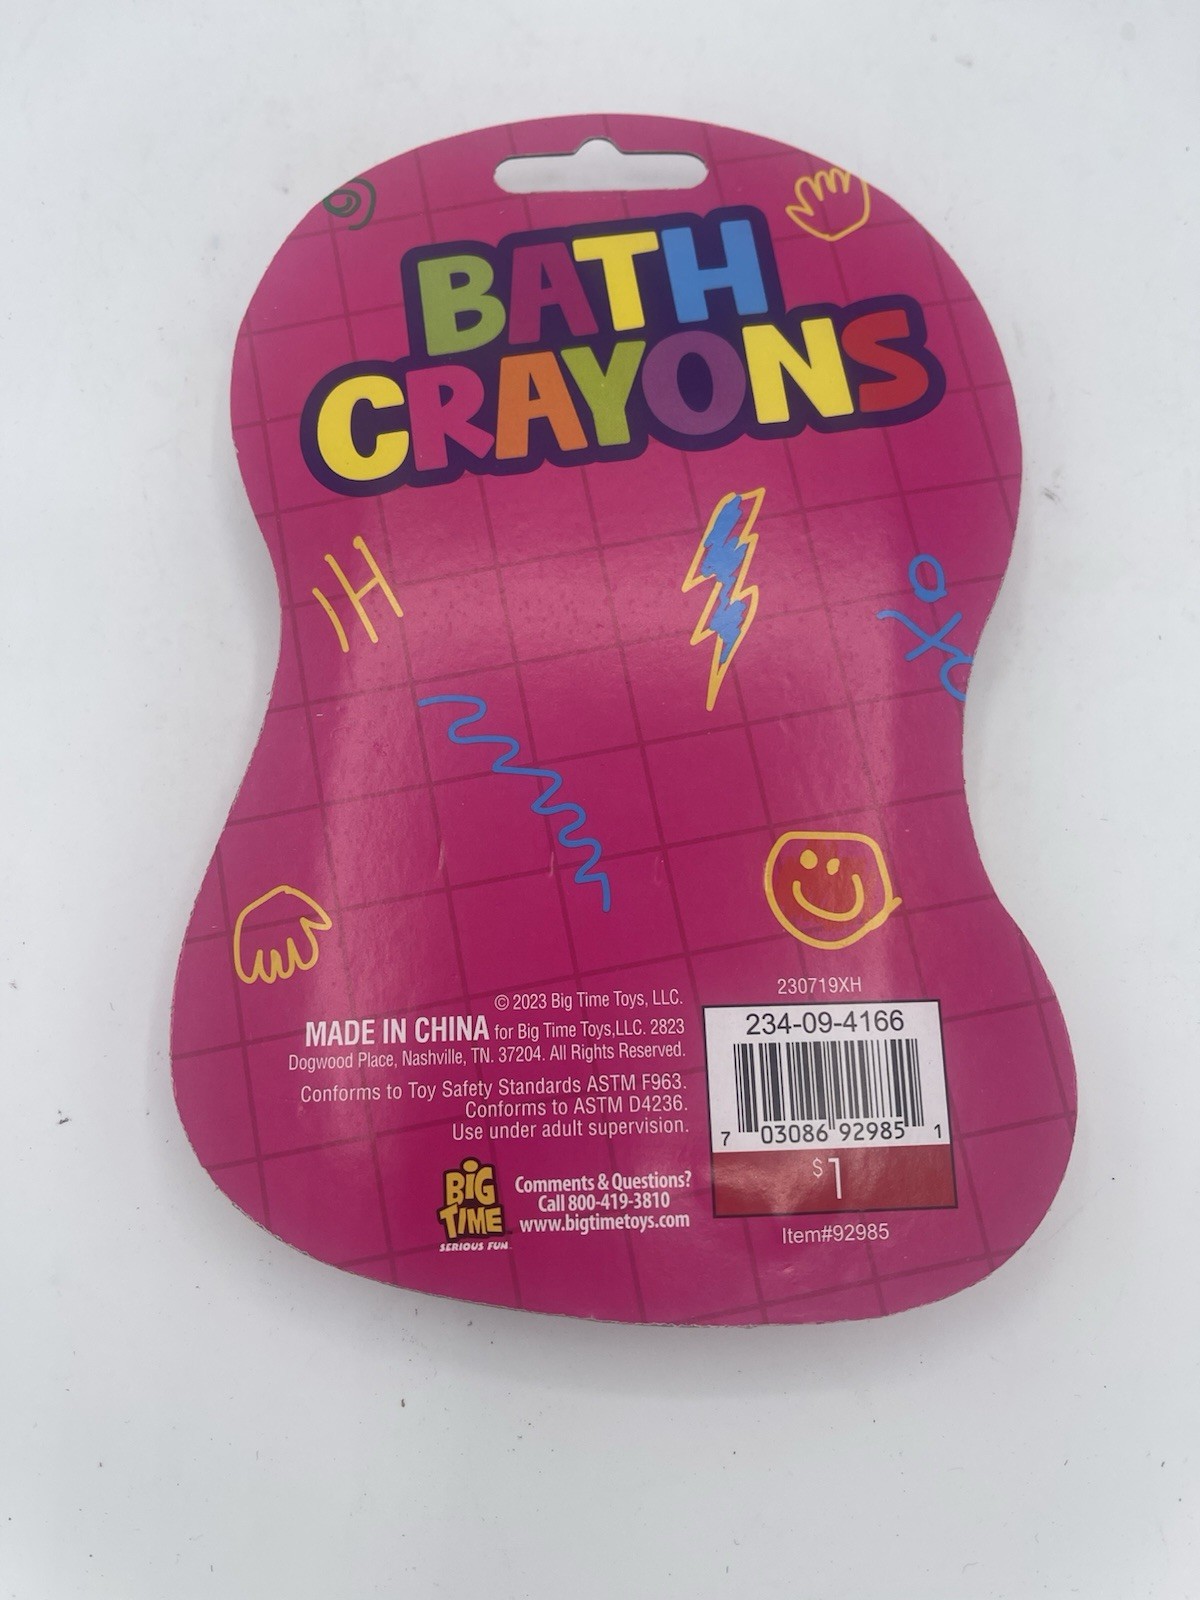 BATH
CRAYONS
IH
© 2023 Big Time Toys, LLC.
MADE IN CHINA for Big Time Toys,LLC. 2823
Dogwood Place, Nashville, TN. 37204. All Rights Reserved.
Conforms to Toy Safety Standards ASTM F963.
Conforms to ASTM D4236.
Use under adult supervision.
BIG
TIME
SERIOUS FUN
Comments & Questions?
Call 800-419-3810
www.bigtimetoys.com
230719XH
234-09-4166
7 03086 92985 1
$1
Item#92985